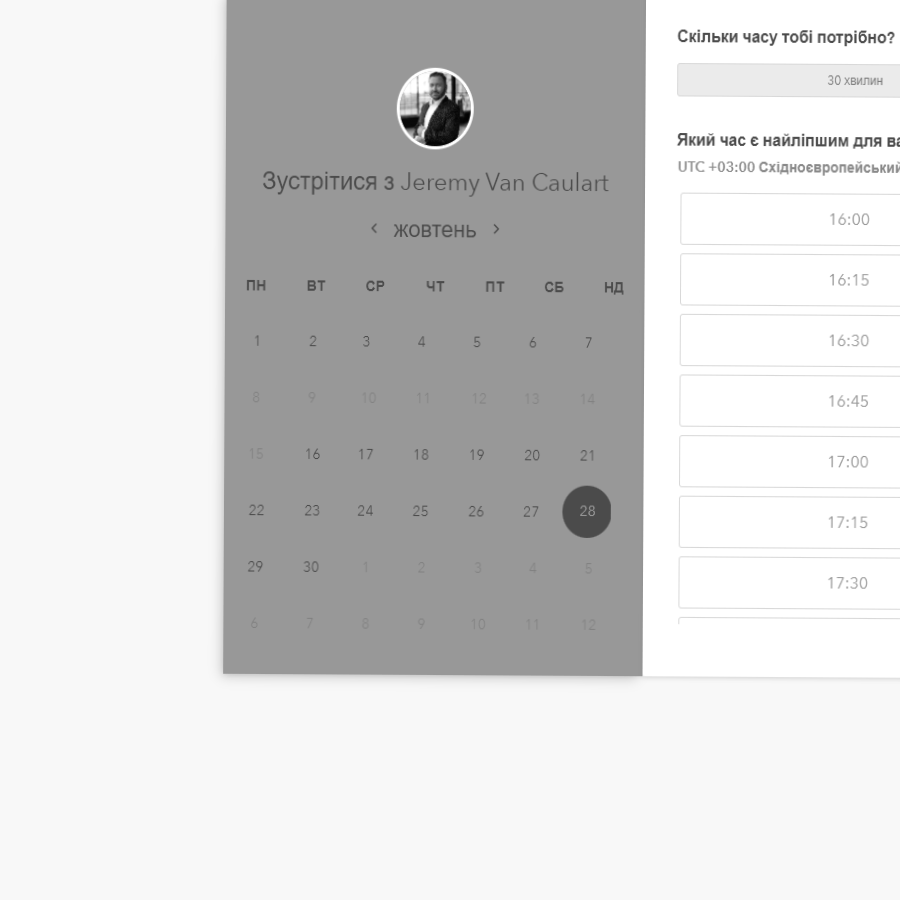 Зустрітися з Jeremy Van Caulart
‹ жовтень ›
ПН ВТ СР ЧТ ПТ СБ НД
1 2 3 4 5 6 7
8 9 10 11 12 13 14
15 16 17 18 19 20 21
22 23 24 25 26 27 28
29 30 1 2 3 4 5
6 7 8 9 10 11 12
Скільки часу тобі потрібно?
30 хвилин
Який час є найліпшим для
UTC +03:00 Східноєвропейський
16:00
16:15
16:30
16:45
17:00
17:15
17:30